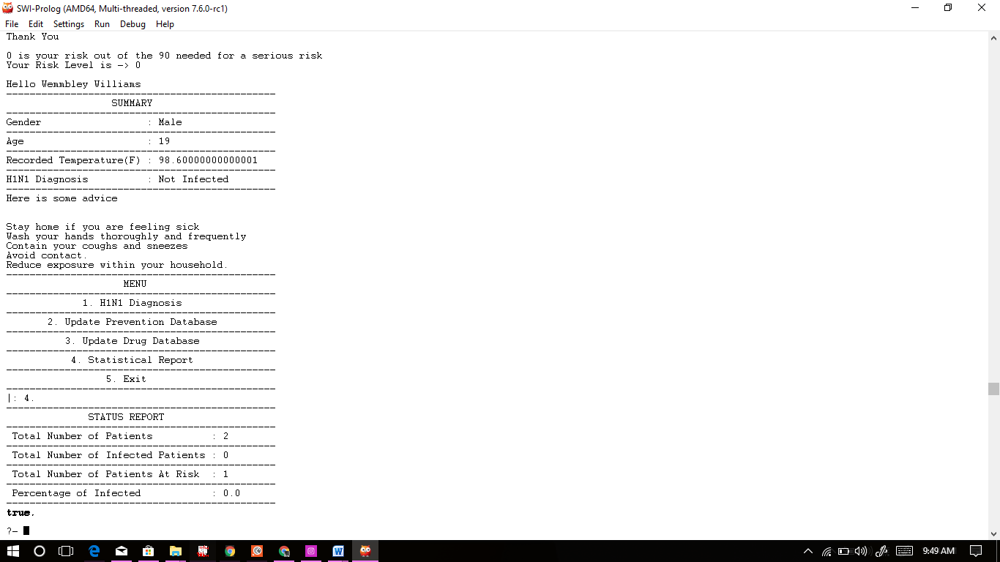 SWI-Prolog (AMD64, Multi-threaded, version 7.6.0-rc1)
File Edit Settings Run Debug Help
Thank You
0 is your risk out of the 90 needed for a serious risk
Your Risk Level is -> 0
Hello Wemmbley Williams
----------------------------------------------
SUMMARY
----------------------------------------------
Gender : Male
----------------------------------------------
Age : 19
----------------------------------------------
Recorded Temperature(F) : 98.60000000000001
----------------------------------------------
H1N1 Diagnosis : Not Infected
----------------------------------------------
Here is some advice
Stay home if you are feeling sick
Wash your hands thoroughly and frequently
Contain your coughs and sneezes
Avoid contact.
Reduce exposure within your household.
----------------------------------------------
MENU
----------------------------------------------
1. H1N1 Diagnosis
----------------------------------------------
2. Update Prevention Database
----------------------------------------------
3. Update Drug Database
----------------------------------------------
4. Statistical Report
----------------------------------------------
5. Exit
----------------------------------------------
|: 4.
----------------------------------------------
STATUS REPORT
----------------------------------------------
Total Number of Patients : 2
----------------------------------------------
Total Number of Infected Patients : 0
----------------------------------------------
Total Number of Patients At Risk : 1
----------------------------------------------
Percentage of Infected : 0.0
----------------------------------------------
true.
?-
9:49 AM